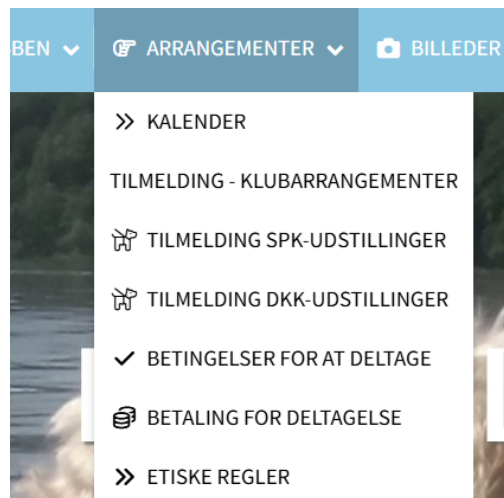 BEN
ARRANGEMENTER
BILLEDER
KALENDER
TILMELDING - KLUBARRANGEMENTER
TILMELDING SPK-UDSTILLINGER
TILMELDING DKK-UDSTILLINGER
BETINGELSER FOR AT DELTAGE
BETALING FOR DELTAGELSE
ETISKE REGLER